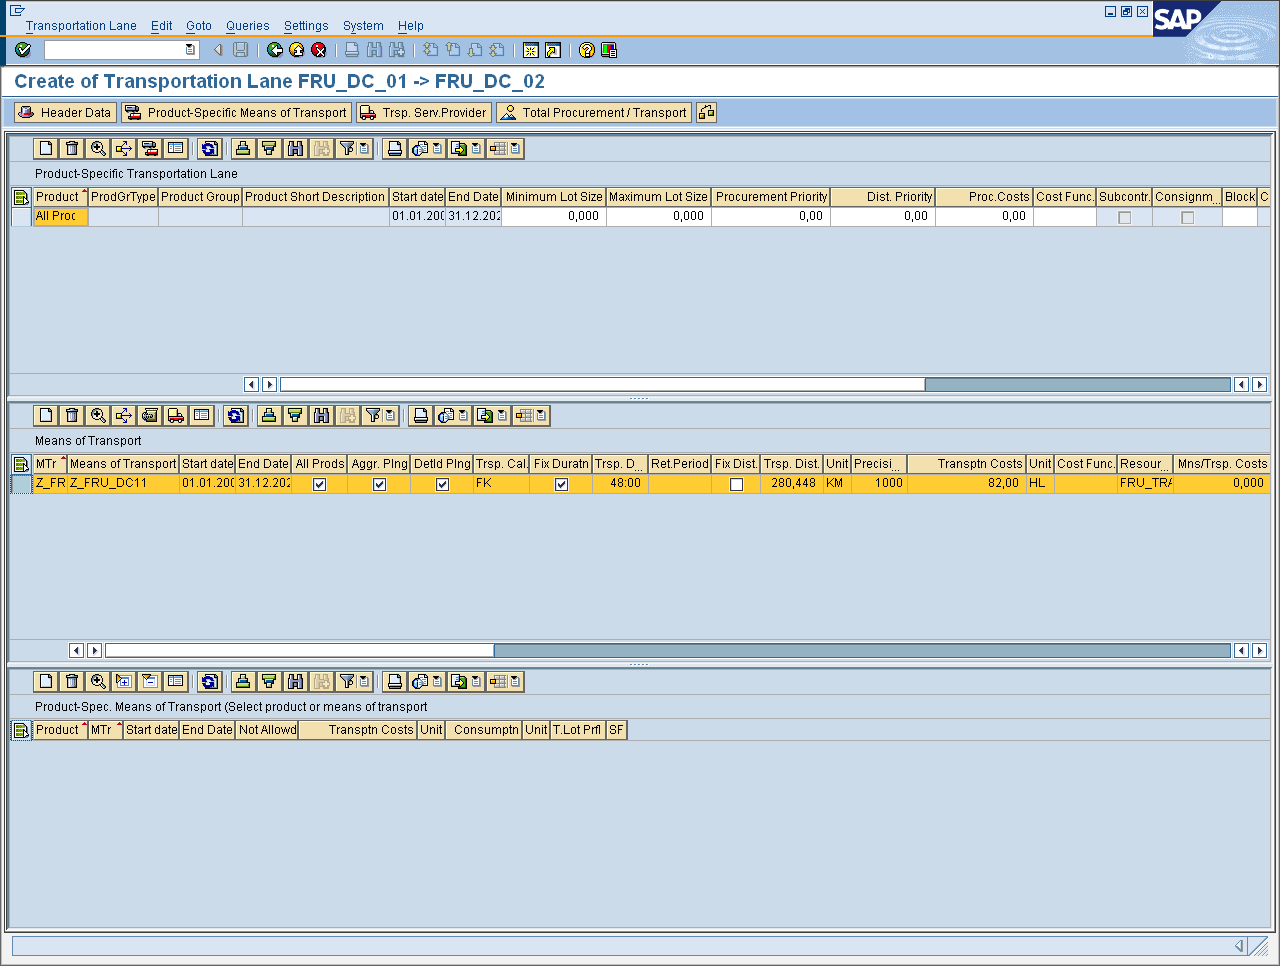 Transportation Lane Edit Goto Queries Settings System Help
SAP
Create of Transportation Lane FRU_DC_01 -> FRU_DC_02
Header Data Product-Specific Means of Transport Trsp. Serv.Provider Total Procurement / Transport
Product-Specific Transportation Lane
Product ProdGrType Product Group Product Short Description Start date End Date Minimum Lot Size Maximum Lot Size Procurement Priority Dist. Priority Proc.Costs Cost Func. Subcontr. Consignm... Block C
All Proc 01.01.200 31.12.202 0,000 0,000 0,00 0,00 0,00
Means of Transport
MTr Means of Transport Start date End Date All Prods Aggr. Plng Detld Plng Trsp. Cal. Fix Duratn Trsp. D... Ret.Period Fix Dist. Trsp. Dist. Unit Precisi... Transptn Costs Unit Cost Func. Resour... Mns/Trsp. Costs
Z_FR Z_FRU_DC11 01.01.200 31.12.202 FK 48:00 280,448 KM 1000 82,00 HL FRU_TRA 0,000
Product-Spec. Means of Transport (Select product or means of transport
Product MTr Start date End Date Not Allowd Transptn Costs Unit Consumptn Unit T.Lot Prfl SF